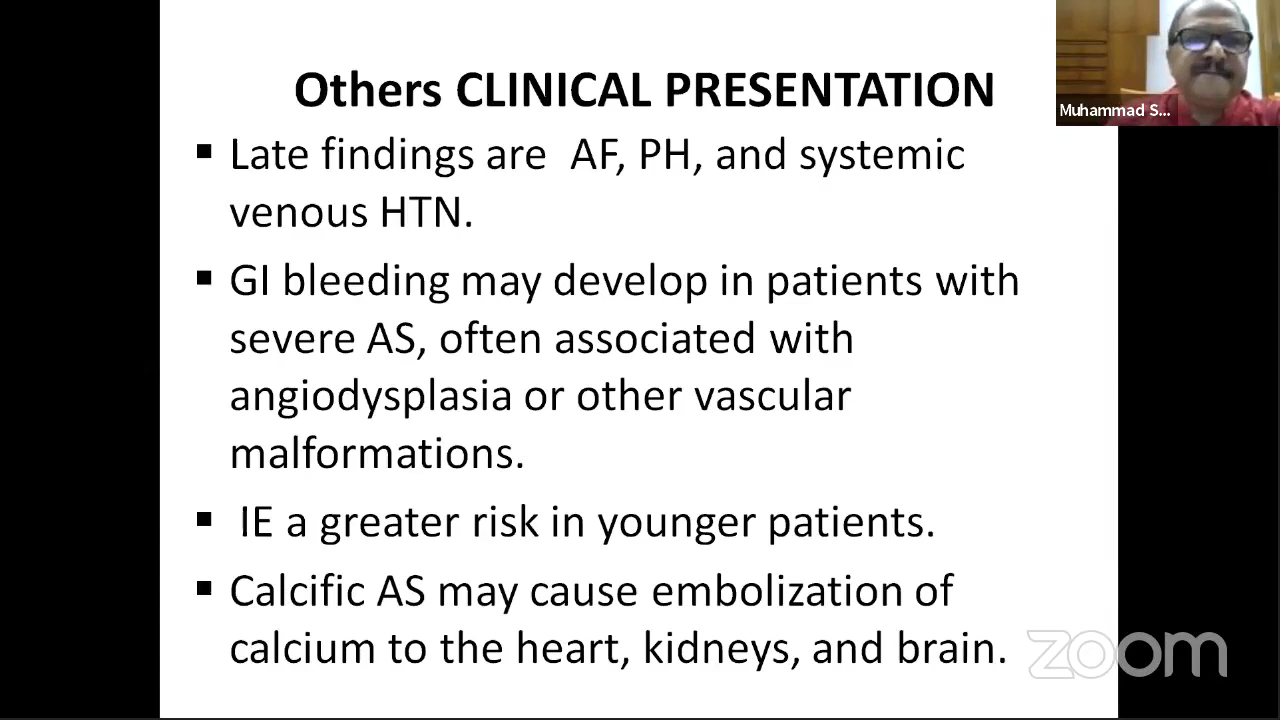 Others CLINICAL PRESENTATION
▪ Late findings are AF, PH, and systemic
venous HTN.
▪ GI bleeding may develop in patients with
severe AS, often associated with
angiodysplasia or other vascular
malformations.
▪ IE a greater risk in younger patients.
▪ Calcific AS may cause embolization of
calcium to the heart, kidneys, and brain.
Muhammad S...
zoom